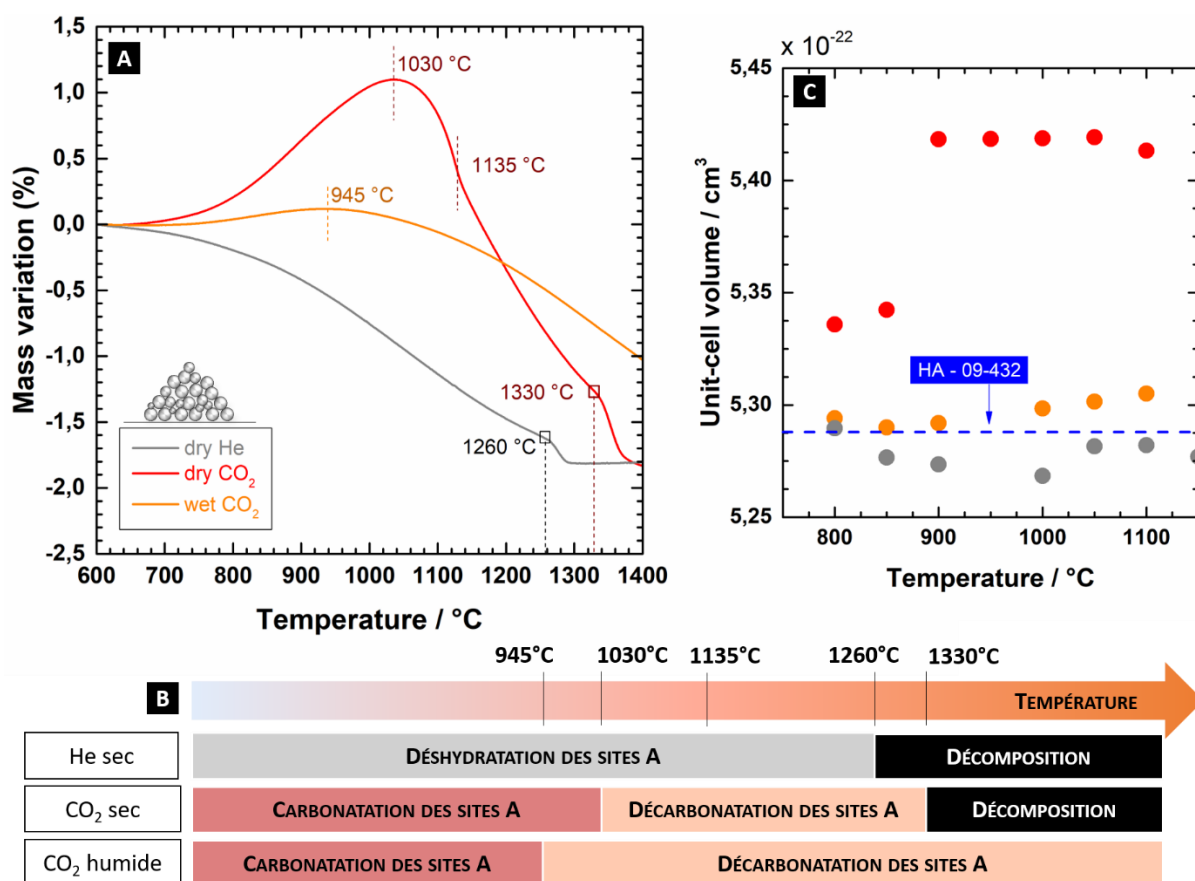 A
1,5
1,0
0,5
0,0
-0,5
-1,0
-1,5
-2,0
-2,5
Mass variation (%)
1030 °C
1135 °C
945 °C
1330 °C
1260 °C
dry He
dry CO2
wet CO2
600 700 800 900 1000 1100 1200 1300 1400
Temperature / °C
x 10-22
C
5,45
5,40
5,35
5,30
5,25
Unit-cell volume / cm3
HA - 09-432
800 900 1000 1100
Temperature / °C
945°C 1030°C 1135°C 1260°C 1330°C
B
TEMPÉRATURE
He sec DÉSHYDRATATION DES SITES A DÉCOMPOSITION
CO2 sec CARBONATATION DES SITES A DÉCARBONATATION DES SITES A DÉCOMPOSITION
CO2 humide CARBONATATION DES SITES A DÉCARBONATATION DES SITES A